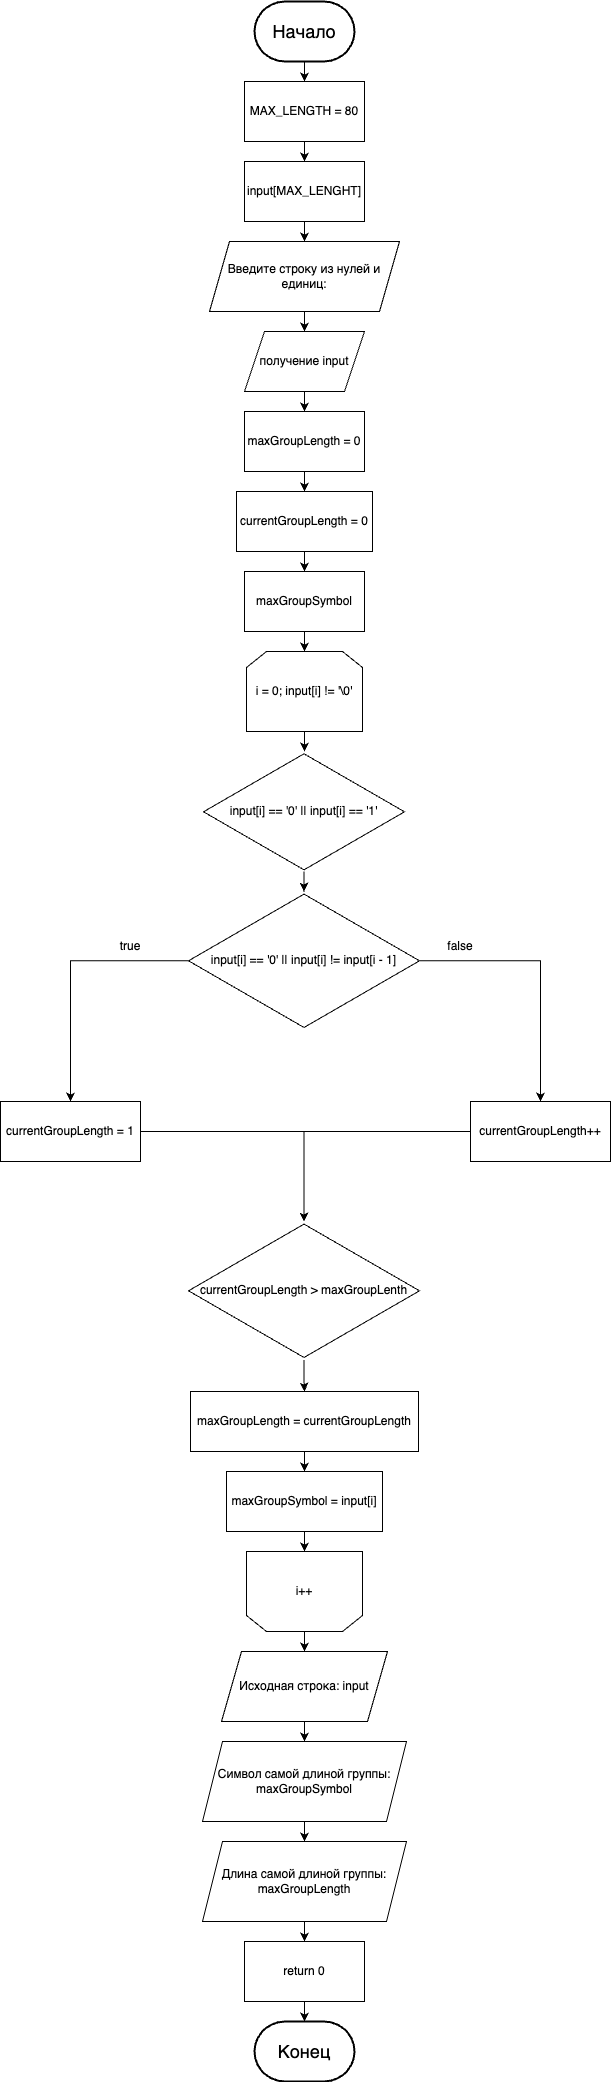 Начало
MAX_LENGTH = 80
input[MAX_LENGHT]
Введите строку из нулей и
единиц:
получение input
maxGroupLength = 0
currentGroupLength = 0
maxGroupSymbol
i = 0; input[i] != '\0'
input[i] == '0' || input[i] == '1'
true
input[i] == '0' || input[i] != input[i - 1]
false
currentGroupLength = 1
currentGroupLength++
currentGroupLength > maxGroupLenth
maxGroupLength = currentGroupLength
maxGroupSymbol = input[i]
i++
Исходная строка: input
Символ самой длиной группы:
maxGroupSymbol
Длина самой длиной группы:
maxGroupLength
return 0
Конец